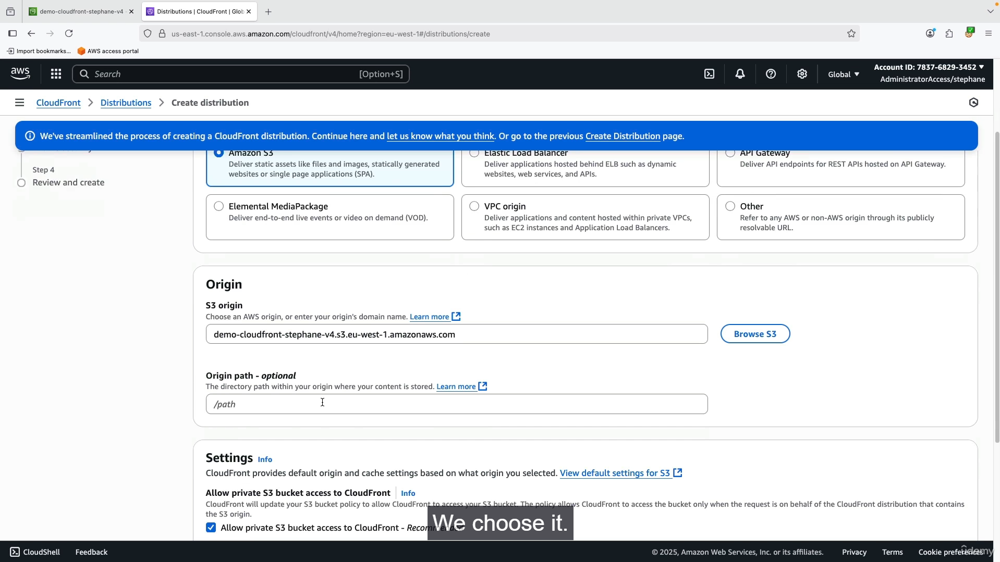 demo-cloudfront-stephane-v4
Distributions | CloudFront | Glob
us-east-1.console.aws.amazon.com/cloudfront/v4/home?region=eu-west-1#/distributions/create
Import bookmarks...
AWS access portal
aws
Search
[Option+S]
Global
Account ID: 7837-6829-3452
AdministratorAccess/stephane
CloudFront
Distributions
Create distribution
We've streamlined the process of creating a CloudFront distribution. Continue here and let us know what you think. Or go to the previous Create Distribution page.
Step 4
Review and create
Amazon S3
Deliver static assets like files and images, statically generated
websites or single page applications (SPA).
Elastic Load Balancer
Deliver applications hosted behind ELB such as dynamic
websites, web services, and APIs.
API Gateway
Deliver API endpoints for REST APIs hosted on API Gateway.
Elemental MediaPackage
Deliver end-to-end live events or video on demand (VOD).
VPC origin
Deliver applications and content hosted within private VPCs,
such as EC2 instances and Application Load Balancers.
Other
Refer to any AWS or non-AWS origin through its publicly
resolvable URL.
Origin
S3 origin
Choose an AWS origin, or enter your origin's domain name. Learn more
demo-cloudfront-stephane-v4.s3.eu-west-1.amazonaws.com
Browse S3
Origin path - optional
The directory path within your origin where your content is stored. Learn more
/path
Settings Info
CloudFront provides default origin and cache settings based on what origin you selected. View default settings for S3
Allow private S3 bucket access to CloudFront Info
CloudFront will update your S3 bucket policy to allow CloudFront to access your S3 bucket. The policy allows CloudFront to access the bucket only when the request is on behalf of the CloudFront distribution that contains
the S3 origin.
Allow private S3 bucket access to CloudFront - Recommended
We choose it.
CloudShell
Feedback
© 2025, Amazon Web Services, Inc. or its affiliates.
Privacy
Terms
Cookie preferences
udemy